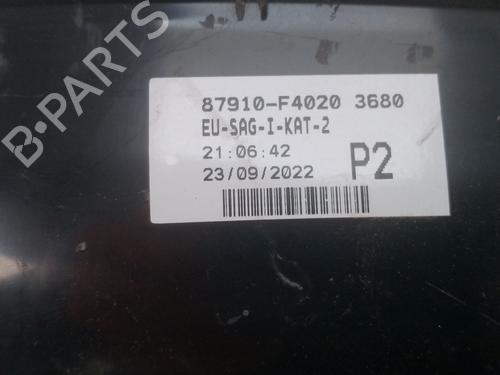 B-PARTS
87910-F4020 3680
EU-SAG-I-KAT-2
21:06:42
23/09/2022
P2